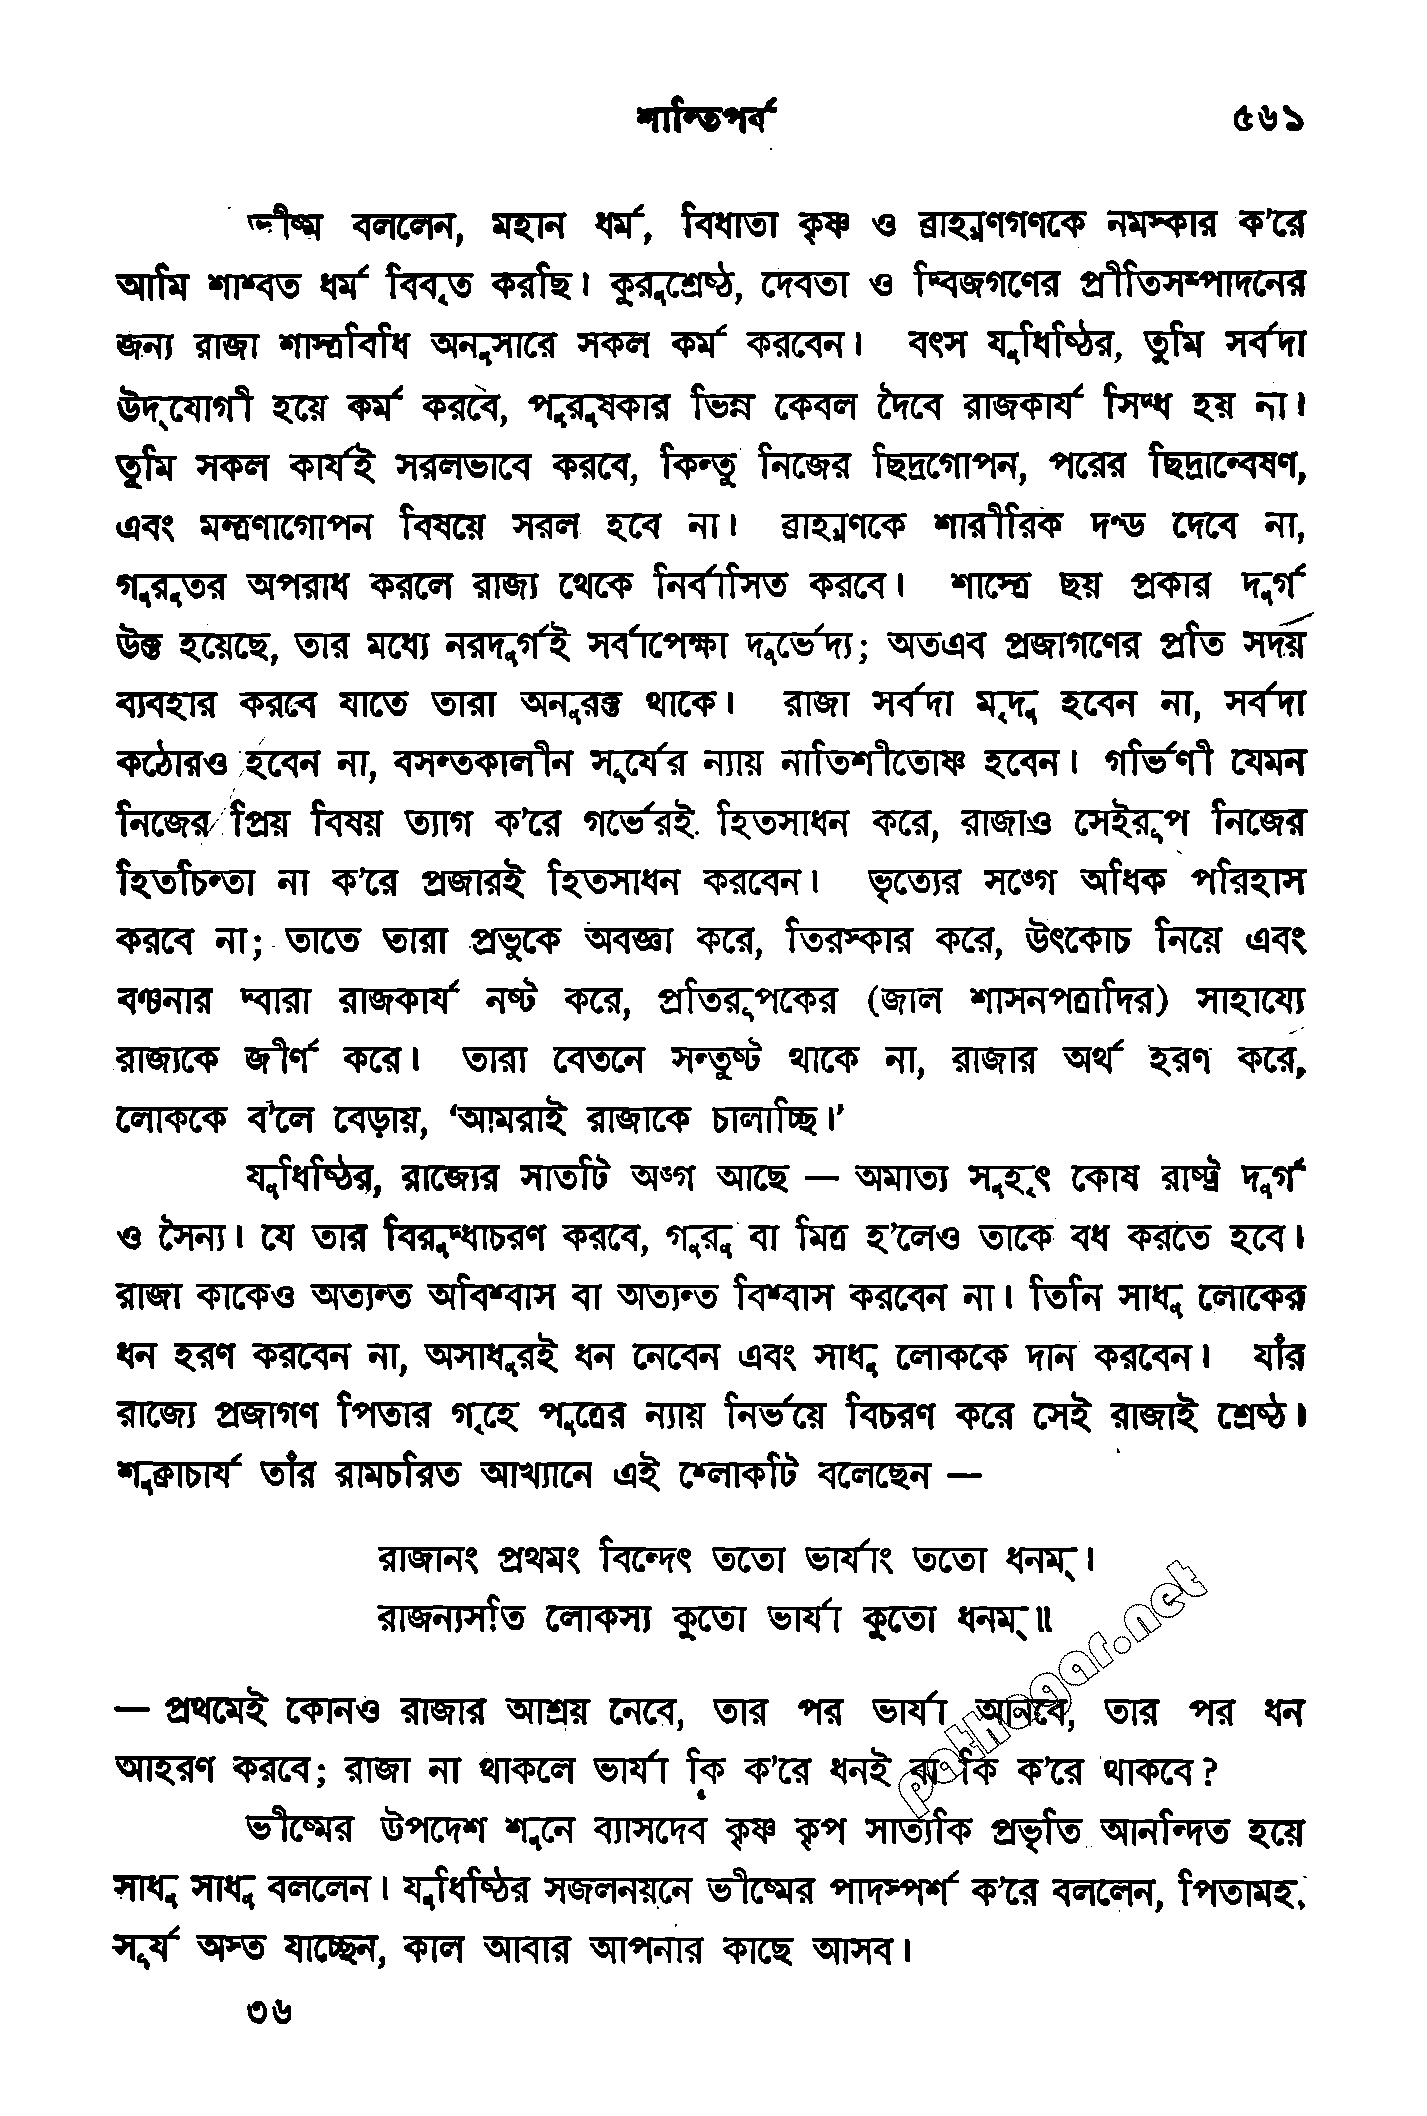 শান্তিপর্ব ৫৬১
ভীষ্ম বললেন, মহান ধর্ম, বিধাতা কৃষ্ণ ও ব্রাহ্মণগণকে নমস্কার ক’রে
আমি শাশ্বত ধর্ম বিবৃত করছি। কুরুশ্রেষ্ঠ, দেবতা ও দ্বিজগণের প্রীতিসম্পাদনের
জন্য রাজা শাস্ত্রবিধি অনুসারে সকল কর্ম করবেন। বৎস যুধিষ্ঠির, তুমি সর্বদা
উদ্‌যোগী হয়ে কর্ম করবে, পুরুষকার ভিন্ন কেবল দৈবে রাজকার্য সিদ্ধ হয় না।
তুমি সকল কার্যই সরলভাবে করবে, কিন্তু নিজের ছিদ্রগোপন, পরের ছিদ্রান্বেষণ,
এবং মন্ত্রণাগোপন বিষয়ে সরল হবে না। ব্রাহ্মণকে শারীরিক দণ্ড দেবে না,
গুরুতর অপরাধ করলে রাজ্য থেকে নির্বাসিত করবে। শাস্ত্রে ছয় প্রকার দুর্গ
উক্ত হয়েছে, তার মধ্যে নরদুর্গই সর্বাপেক্ষা দুর্ভেদ্য; অতএব প্রজাগণের প্রতি সদয়
ব্যবহার করবে যাতে তারা অনুরক্ত থাকে। রাজা সর্বদা মৃদু হবেন না, সর্বদা
কঠোরও হবেন না, বসন্তকালীন সূর্যের ন্যায় নাতিশীতোষ্ণ হবেন। গর্ভিণী যেমন
নিজের প্রিয় বিষয় ত্যাগ ক’রে গর্ভেরই হিতসাধন করে, রাজাও সেইরূপ নিজের
হিতচিন্তা না ক’রে প্রজারই হিতসাধন করবেন। ভৃত্যের সঙ্গে অধিক পরিহাস
করবে না; তাতে তারা প্রভুকে অবজ্ঞা করে, তিরস্কার করে, উৎকোচ নিয়ে এবং
বঞ্চনার দ্বারা রাজকার্য নষ্ট করে, প্রতিরূপকের (জাল শাসনপত্রাদির) সাহায্যে
রাজ্যকে জীর্ণ করে। তারা বেতনে সন্তুষ্ট থাকে না, রাজার অর্থ হরণ করে,
লোককে ব’লে বেড়ায়, ‘আমরাই রাজাকে চালাচ্ছি।’
যুধিষ্ঠির, রাজ্যের সাতটি অঙ্গ আছে — অমাত্য সুহৃৎ কোষ রাষ্ট্র দুর্গ
ও সৈন্য। যে তার বিরুদ্ধাচরণ করবে, গুরু বা মিত্র হ’লেও তাকে বধ করতে হবে।
রাজা কাকেও অত্যন্ত অবিশ্বাস বা অত্যন্ত বিশ্বাস করবেন না। তিনি সাধু লোকের
ধন হরণ করবেন না, অসাধুরই ধন নেবেন এবং সাধু লোককে দান করবেন। যাঁর
রাজ্যে প্রজাগণ পিতার গৃহে পুত্রের ন্যায় নির্ভয়ে বিচরণ করে সেই রাজাই শ্রেষ্ঠ।
শুক্রাচার্য তাঁর রামচরিত আখ্যানে এই শ্লোকটি বলেছেন —
রাজানং প্রথমং বিন্দেৎ ততো ভার্যাং ততো ধনম্।
রাজন্যসতি লোকস্য কুতো ভার্যা কুতো ধনম্॥
— প্রথমেই কোনও রাজার আশ্রয় নেবে, তার পর ভার্যা আনবে, তার পর ধন
আহরণ করবে; রাজা না থাকলে ভার্যা কি ক’রে ধনই বা কি ক’রে থাকবে?
ভীষ্মের উপদেশ শুনে ব্যাসদেব কৃষ্ণ কৃপ সাত্যকি প্রভৃতি আনন্দিত হয়ে
সাধু সাধু বললেন। যুধিষ্ঠির সজলনয়নে ভীষ্মের পাদস্পর্শ ক’রে বললেন, পিতামহ,
সূর্য অস্ত যাচ্ছেন, কাল আবার আপনার কাছে আসব।
৩৬
pathagar.net